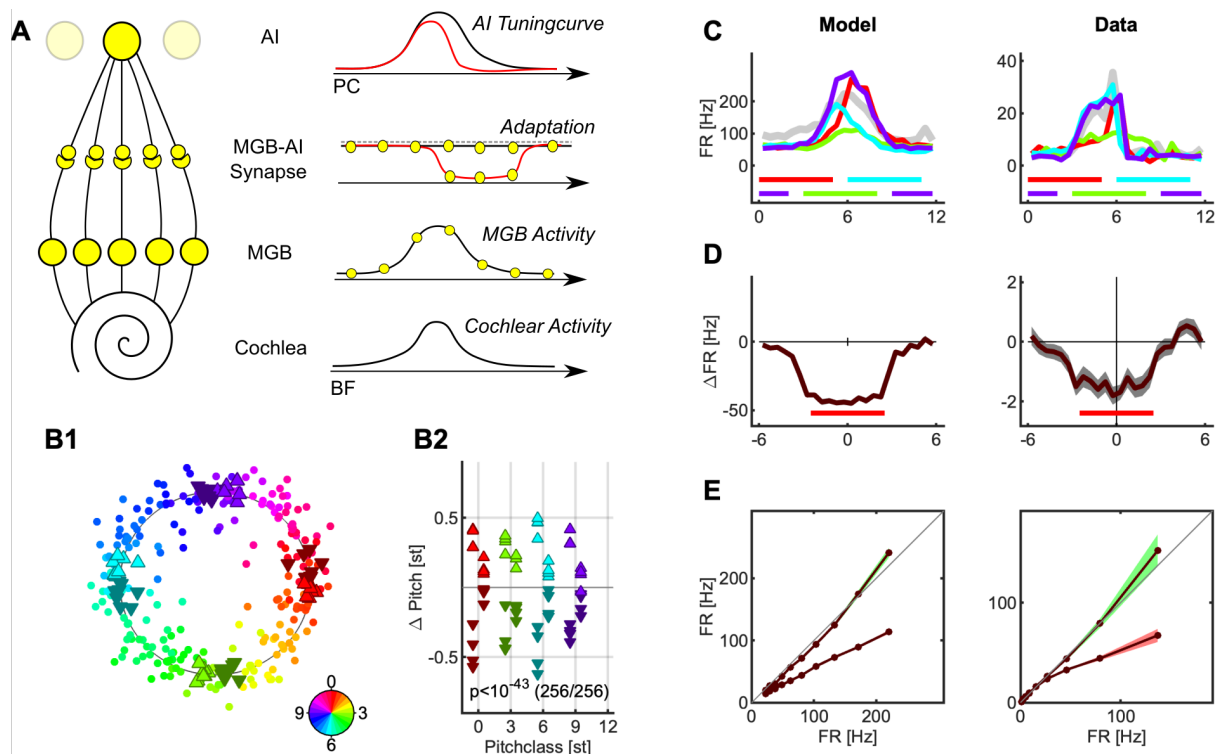 A
AI
AI Tuningcurve
PC
MGB-AI
Synapse
Adaptation
MGB
MGB Activity
Cochlea
Cochlear Activity
BF
B1
0
9
3
6
B2
Δ Pitch [st]
0.5
-0.5
p<10-43 (256/256)
0 3 6 9 12
Pitchclass [st]
Model
Data
C
FR [Hz]
200
100
0
0 6 12
40
20
0
0 6 12
D
ΔFR [Hz]
0
-50
-6 0 6
2
0
-2
-6 0 6
E
FR [Hz]
200
100
0
0 100 200
FR [Hz]
100
0
0 100
FR [Hz]